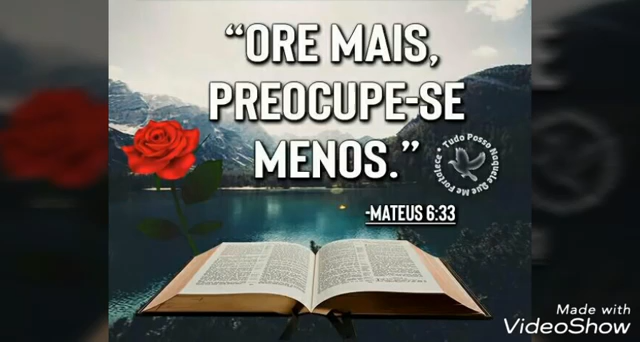 “ORE MAIS,
PREOCUPE-SE
MENOS.”
Tudo Posso Naquele Que Me Fortalece •
-MATEUS 6:33
Made with
VideoShow